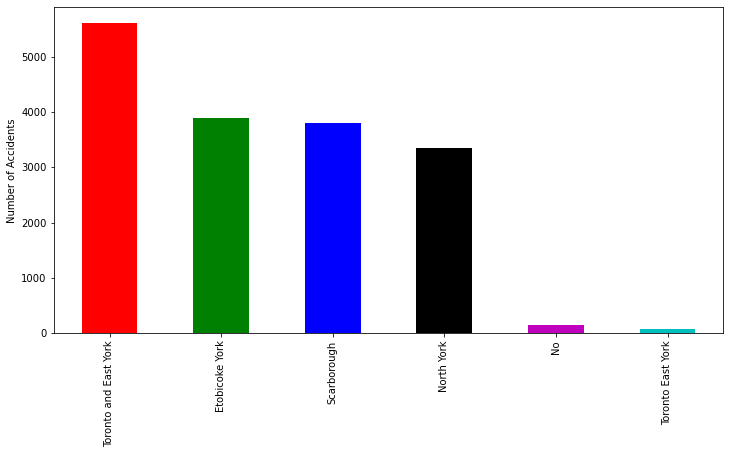 Number of Accidents
5000
4000
3000
2000
1000
0
Toronto and East York
Etobicoke York
Scarborough
North York
No
Toronto East York